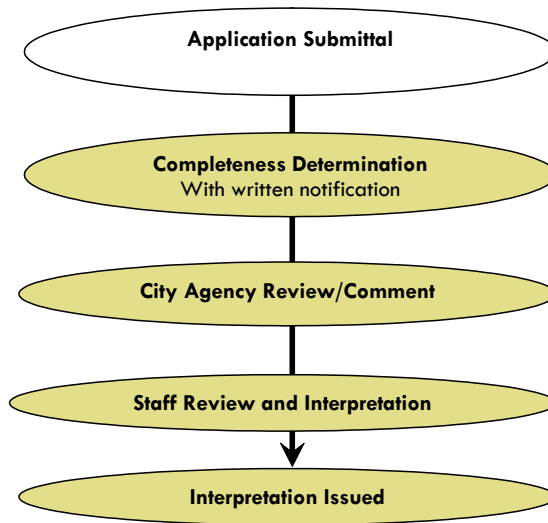 Application Submittal
Completeness Determination
With written notification
City Agency Review/Comment
Staff Review and Interpretation
Interpretation Issued